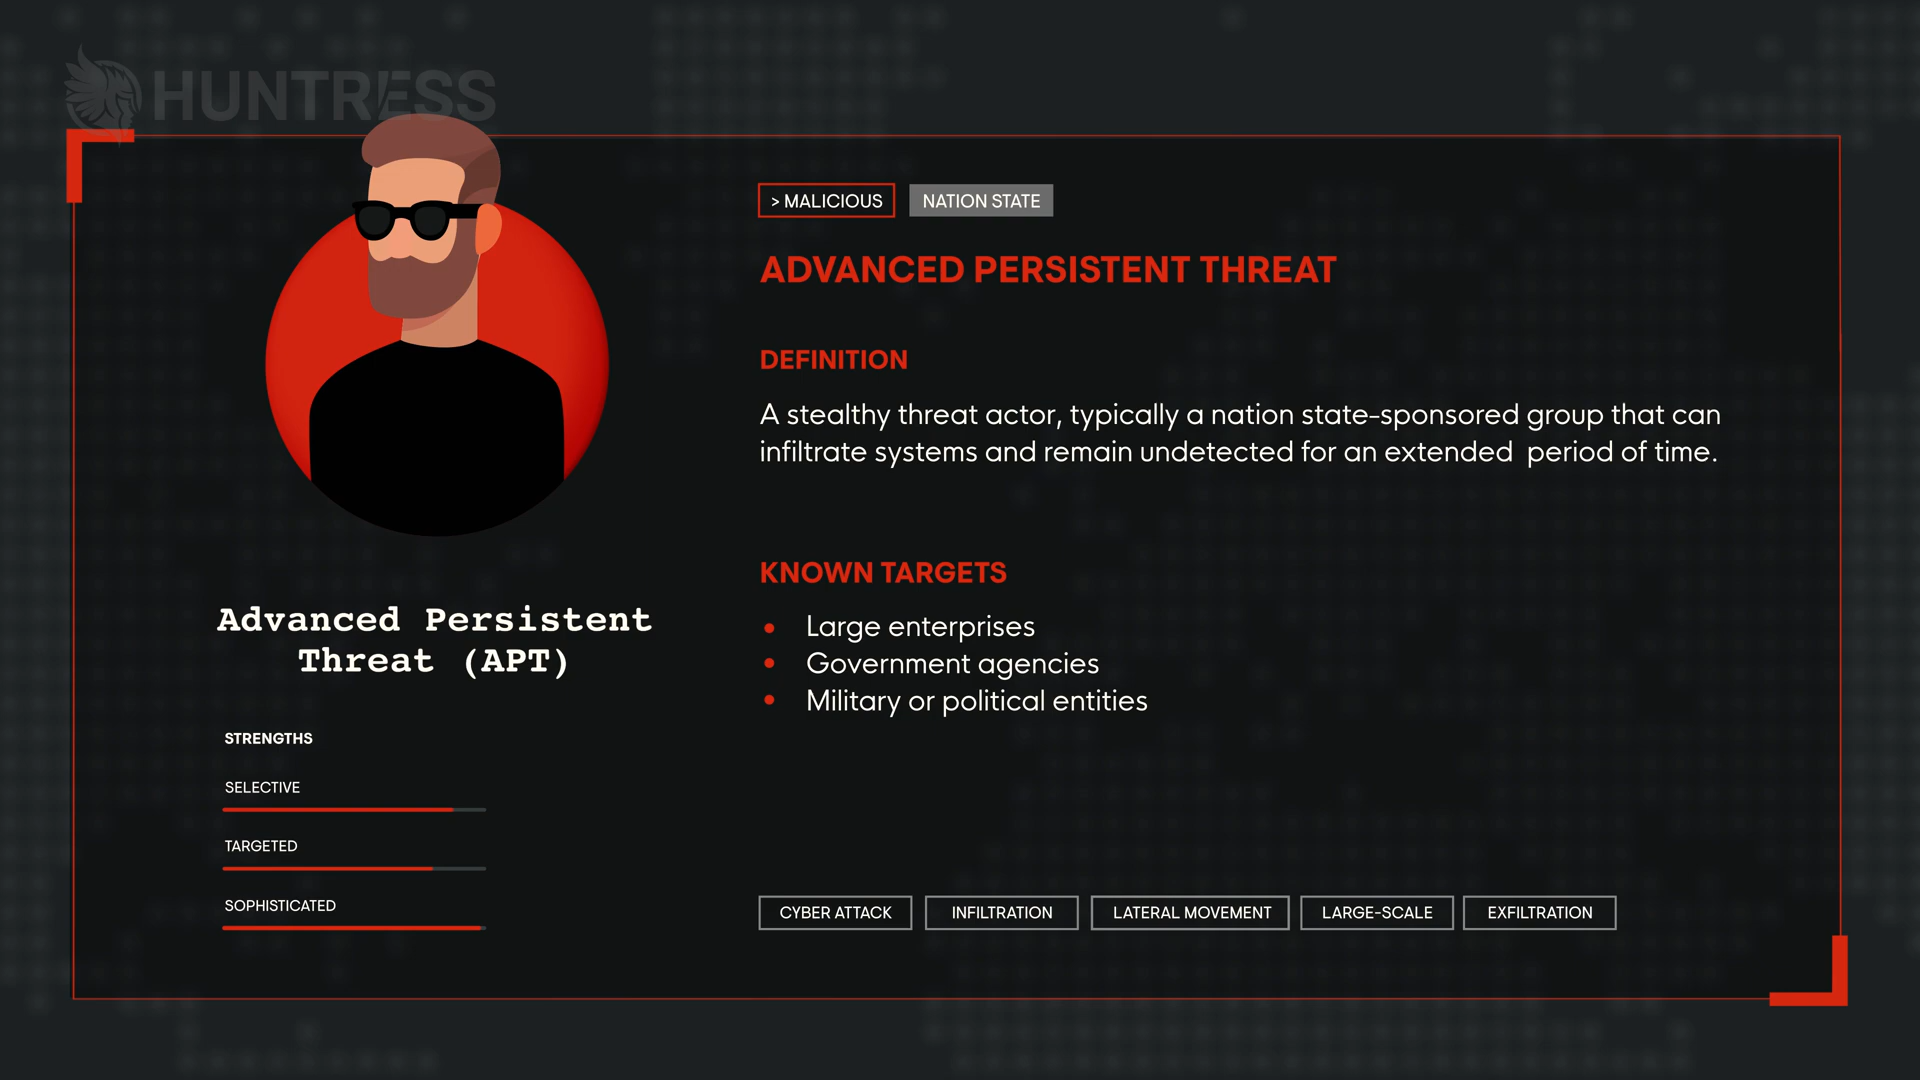 HUNTRESS
> MALICIOUS
NATION STATE
ADVANCED PERSISTENT THREAT
DEFINITION
A stealthy threat actor, typically a nation state-sponsored group that can
infiltrate systems and remain undetected for an extended  period of time.
KNOWN TARGETS
• Large enterprises
• Government agencies
• Military or political entities
Advanced Persistent
Threat (APT)
STRENGTHS
SELECTIVE
TARGETED
SOPHISTICATED
CYBER ATTACK
INFILTRATION
LATERAL MOVEMENT
LARGE-SCALE
EXFILTRATION